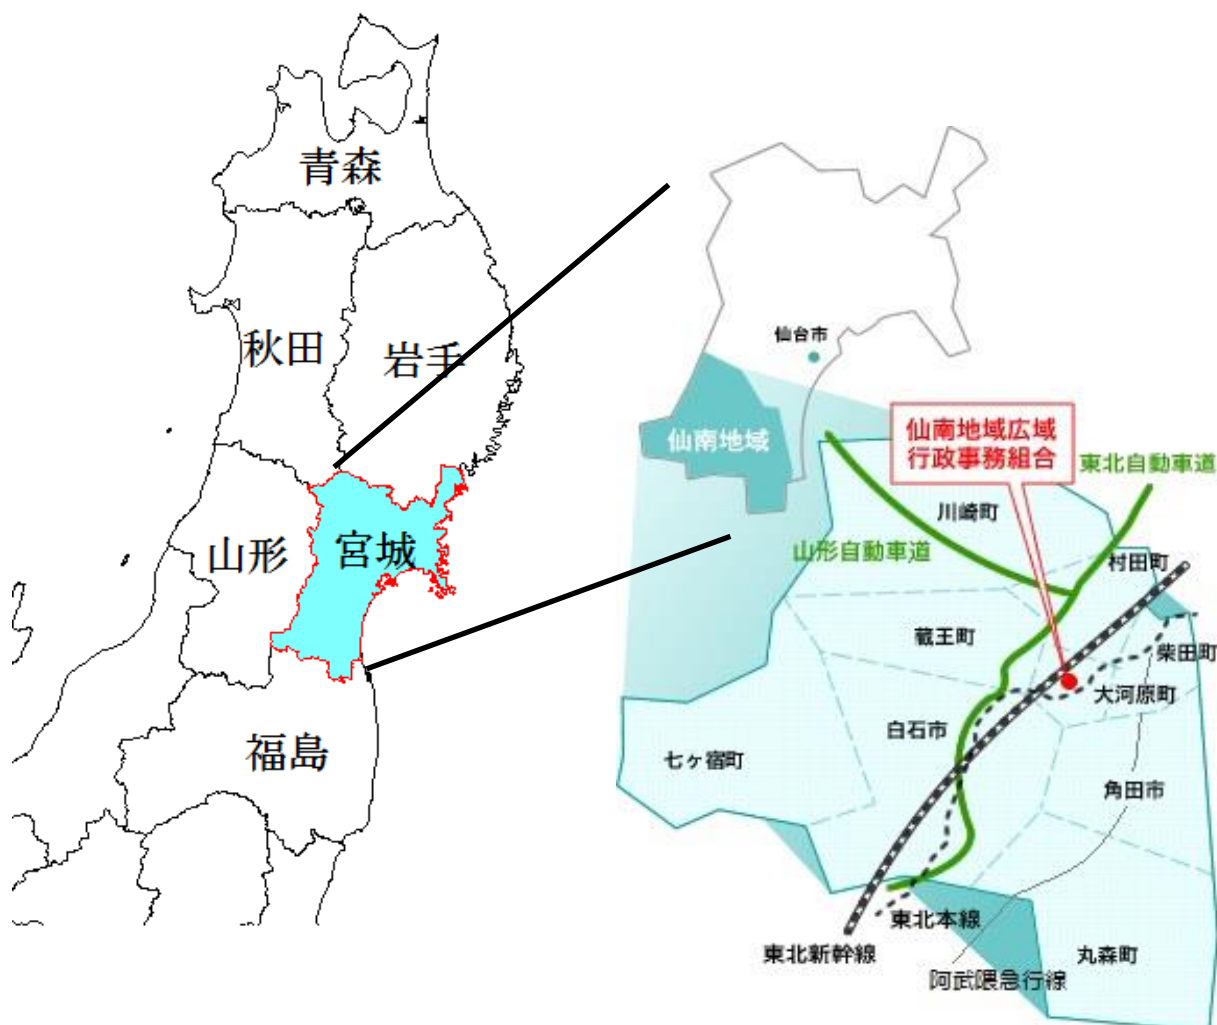 青森
秋田
岩手
山形
宮城
福島
仙台市
仙南地域
仙南地域広域
行政事務組合
東北自動車道
川崎町
山形自動車道
村田町
蔵王町
柴田町
大河原町
白石市
七ヶ宿町
角田市
東北本線
東北新幹線
丸森町
阿武隈急行線